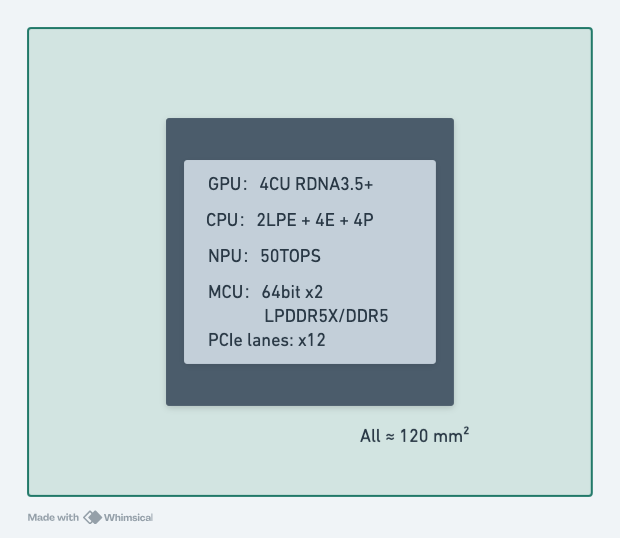 GPU: 4CU RDNA3.5+
CPU: 2LPE + 4E + 4P
NPU: 50TOPS
MCU: 64bit x2
LPDDR5X/DDR5
PCIe lanes: x12
All ≈ 120 mm²
Made with Whimsical